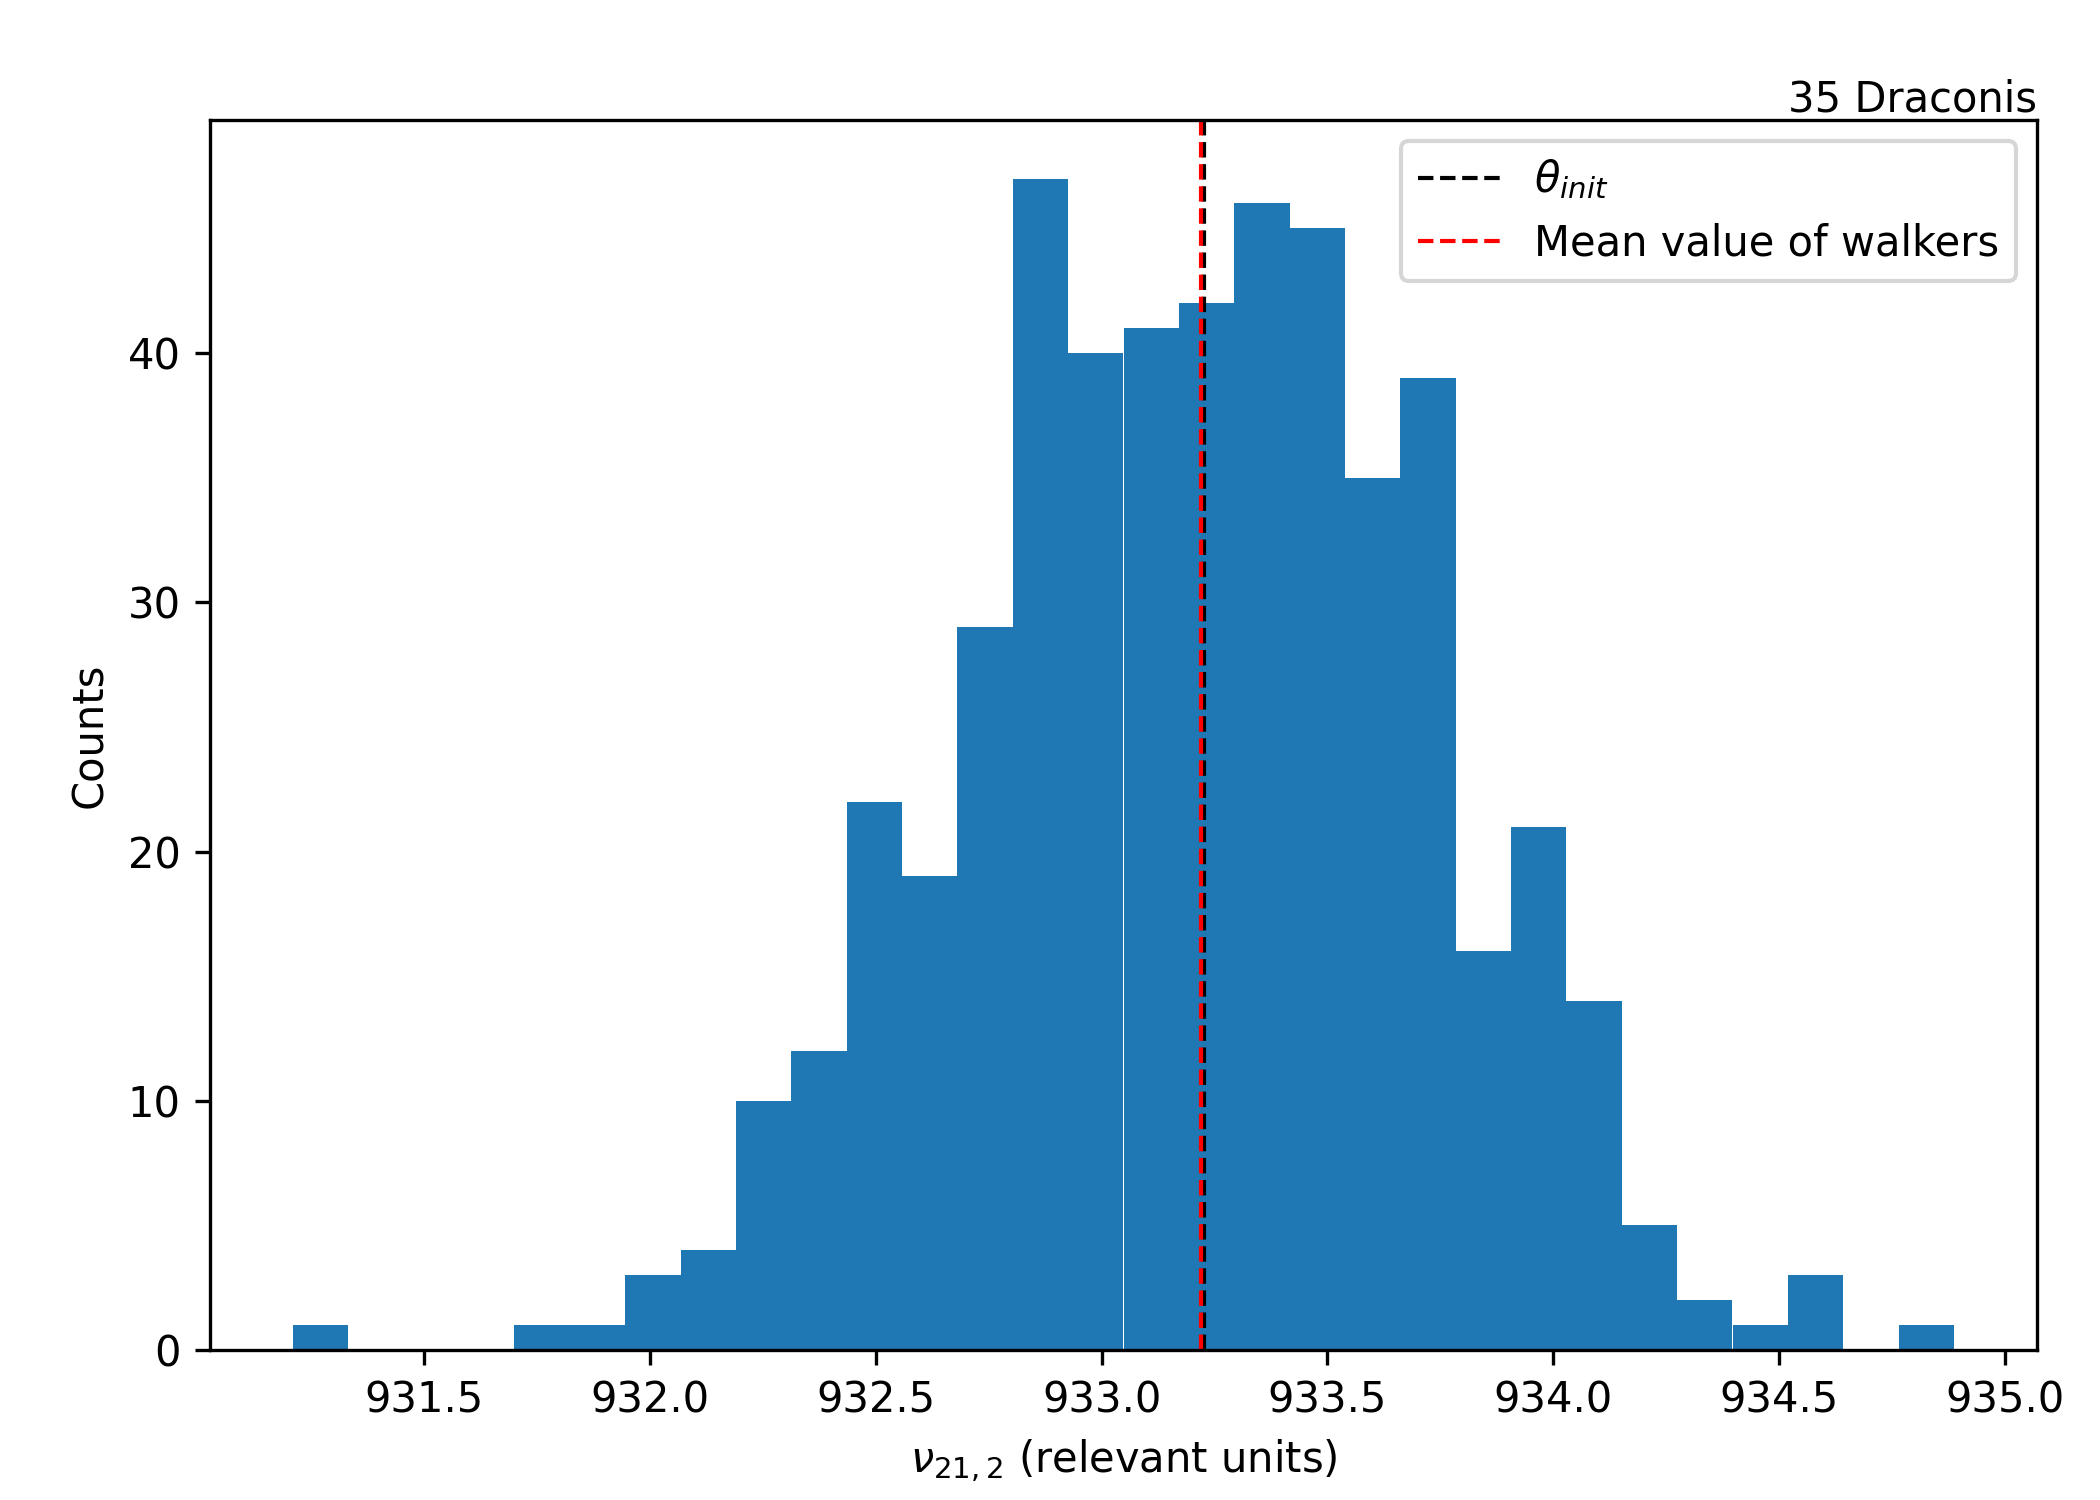 35 Draconis
θinit
Mean value of walkers
40
30
20
10
0
Counts
931.5 932.0 932.5 933.0 933.5 934.0 934.5 935.0
ν21, 2 (relevant units)